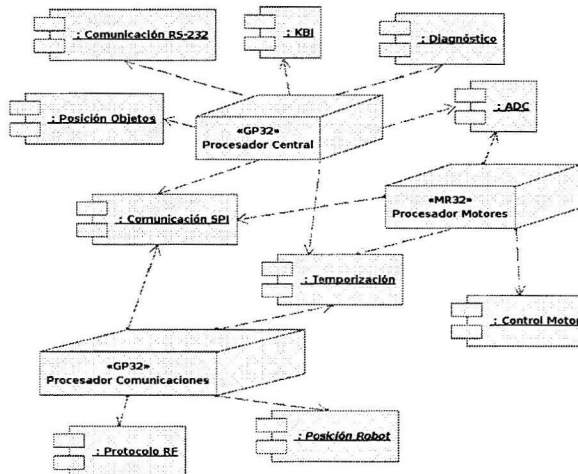 : Comunicación RS-232
: KBI
: Diagnóstico
: Posición Objetos
«GP32»
Procesador Central
: ADC
«MR32»
Procesador Motores
: Comunicación SPI
: Temporización
: Control Motor
«GP32»
Procesador Comunicaciones
: Protocolo RF
: Posición Robot